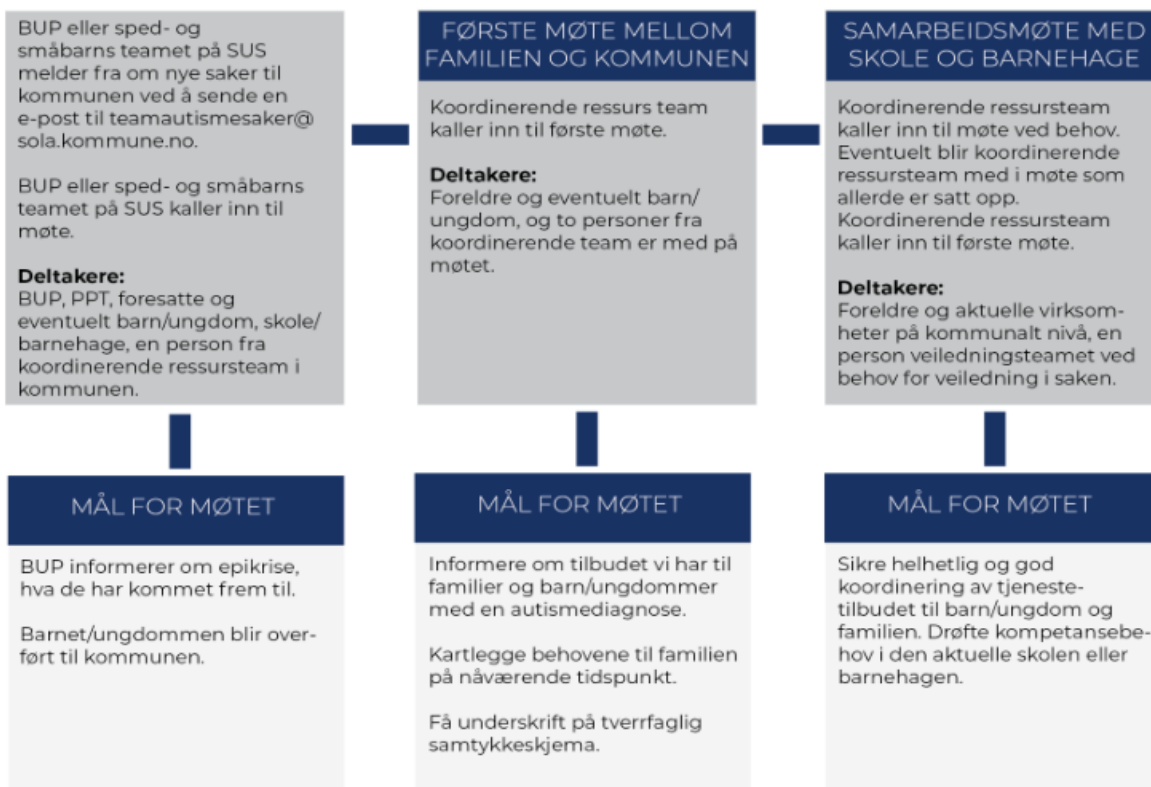 BUP eller sped- og
småbarns teamet på SUS
melder fra om nye saker til
kommunen ved å sende en
e-post til teamautismesaker@
sola.kommune.no.
BUP eller sped- og småbarns
teamet på SUS kaller inn til
møte.
Deltakere:
BUP, PPT, foresatte og
eventuelt barn/ungdom, skole/
barnehage, en person fra
koordinerende ressursteam i
kommunen.
FØRSTE MØTE MELLOM
FAMILIEN OG KOMMUNEN
Koordinerende ressurs team
kaller inn til første møte.
Deltakere:
Foreldre og eventuelt barn/
ungdom, og to personer fra
koordinerende team er med på
møtet.
SAMARBEIDSMØTE MED
SKOLE OG BARNEHAGE
Koordinerende ressursteam
kaller inn til møte ved behov.
Eventuelt blir koordinerende
ressursteam med i møte som
allerde er satt opp.
Koordinerende ressursteam
kaller inn til første møte.
Deltakere:
Foreldre og aktuelle virksom-
heter på kommunalt nivå, en
person veiledningsteamet ved
behov for veiledning i saken.
MÅL FOR MØTET
BUP informerer om epikrise,
hva de har kommet frem til.
Barnet/ungdommen blir over-
ført til kommunen.
MÅL FOR MØTET
Informere om tilbudet vi har til
familier og barn/ungdommer
med en autismediagnose.
Kartlegge behovene til familien
på nåværende tidspunkt.
Få underskrift på tverrfaglig
samtykkeskjema.
MÅL FOR MØTET
Sikre helhetlig og god
koordinering av tjeneste-
tilbudet til barn/ungdom og
familien. Drøfte kompetansebe-
hov i den aktuelle skolen eller
barnehagen.